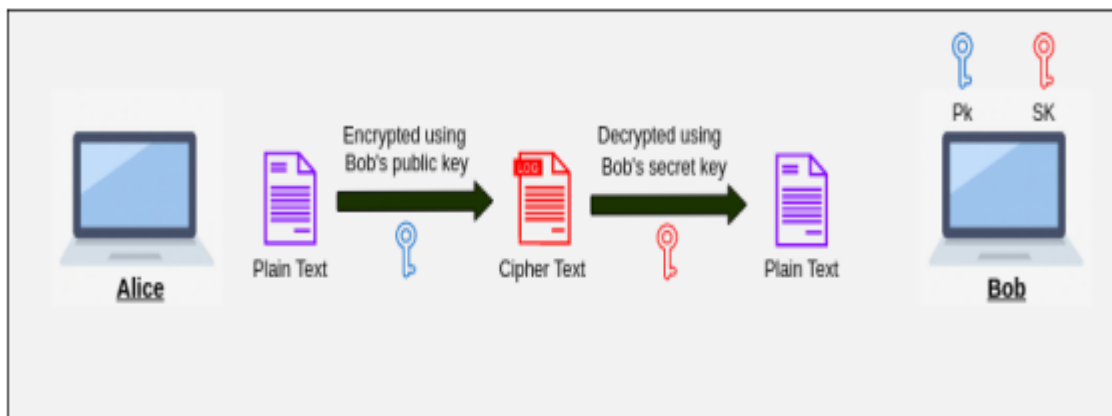 Pk
SK
Encrypted using
Bob's public key
Decrypted using
Bob's secret key
LOG
Plain Text
Cipher Text
Plain Text
Alice
Bob